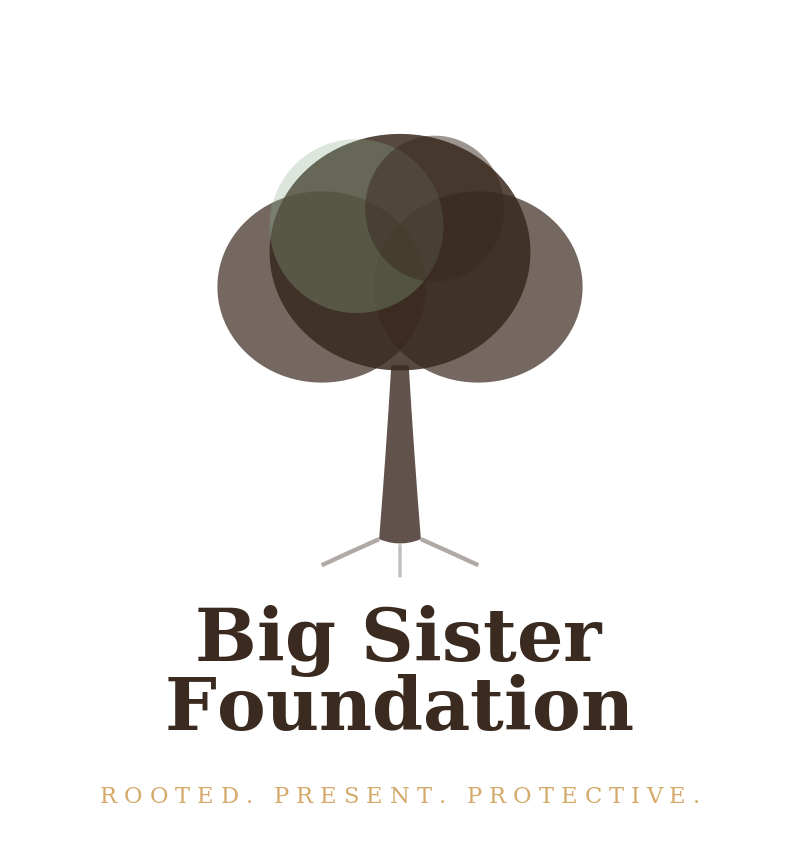 Big Sister
Foundation
ROOTED. PRESENT. PROTECTIVE.